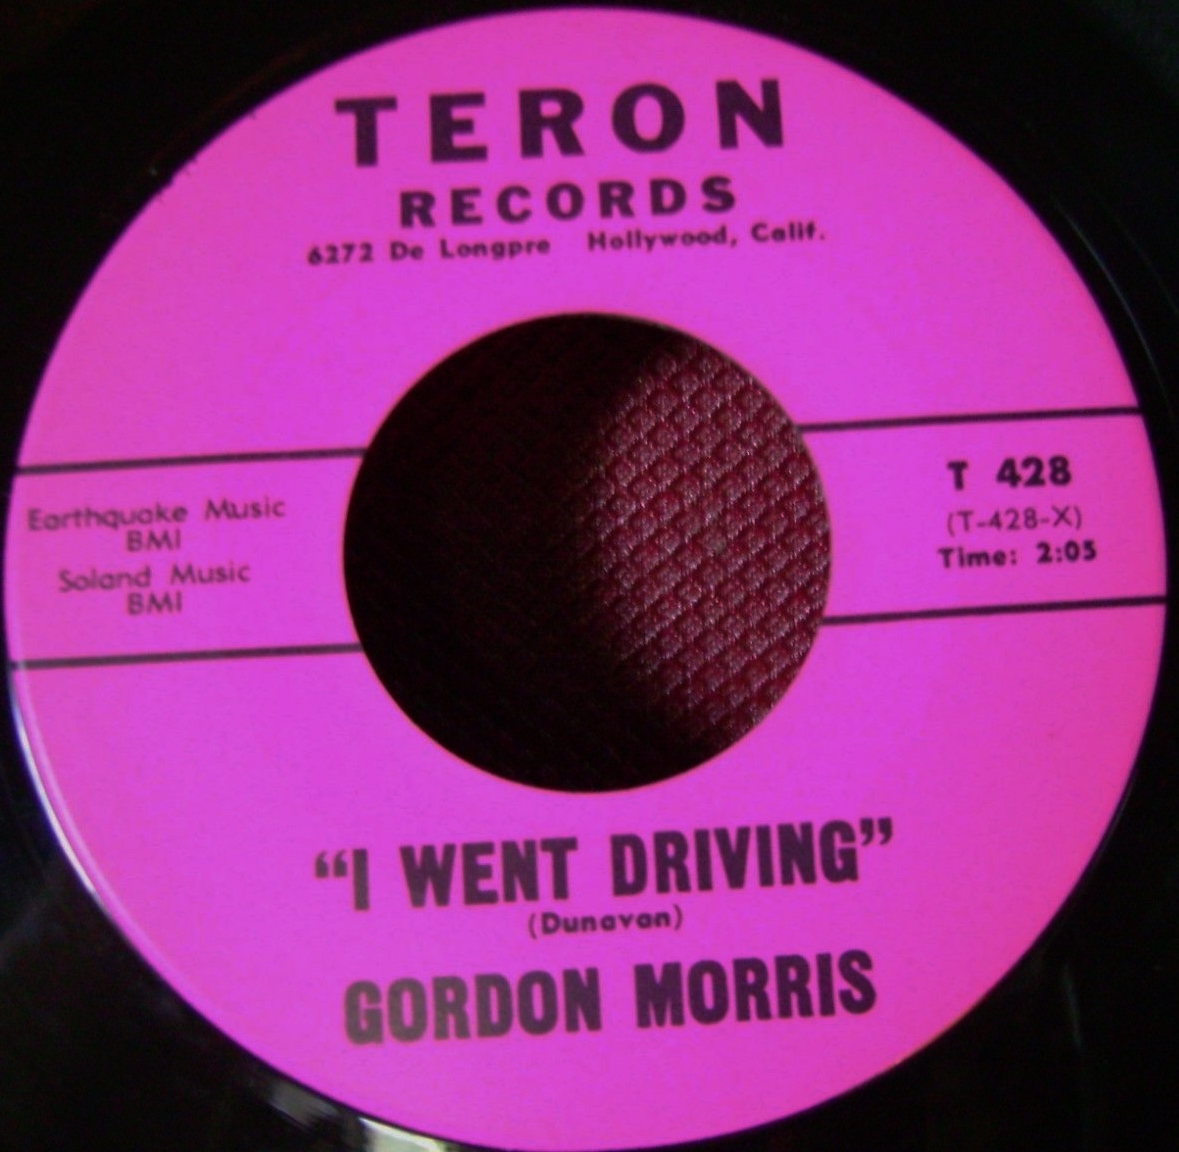 TERON
RECORDS
6272 De Longpre Hollywood, Calif.
Earthquake Music
BMI
Soland Music
BMI
T 428
(T-428-X)
Time: 2:05
“I WENT DRIVING”
(Dunavan)
GORDON MORRIS